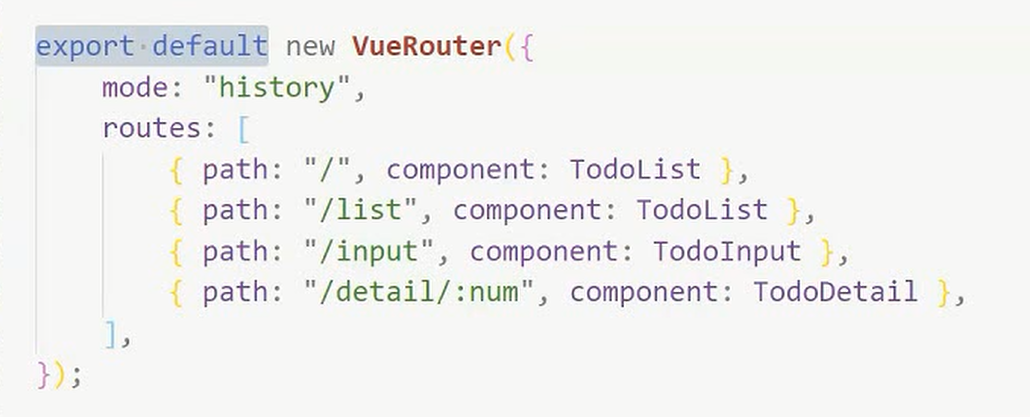 export default new VueRouter({
    mode: "history",
    routes: [
        { path: "/", component: TodoList },
        { path: "/list", component: TodoList },
        { path: "/input", component: TodoInput },
        { path: "/detail/:num", component: TodoDetail },
    ],
});